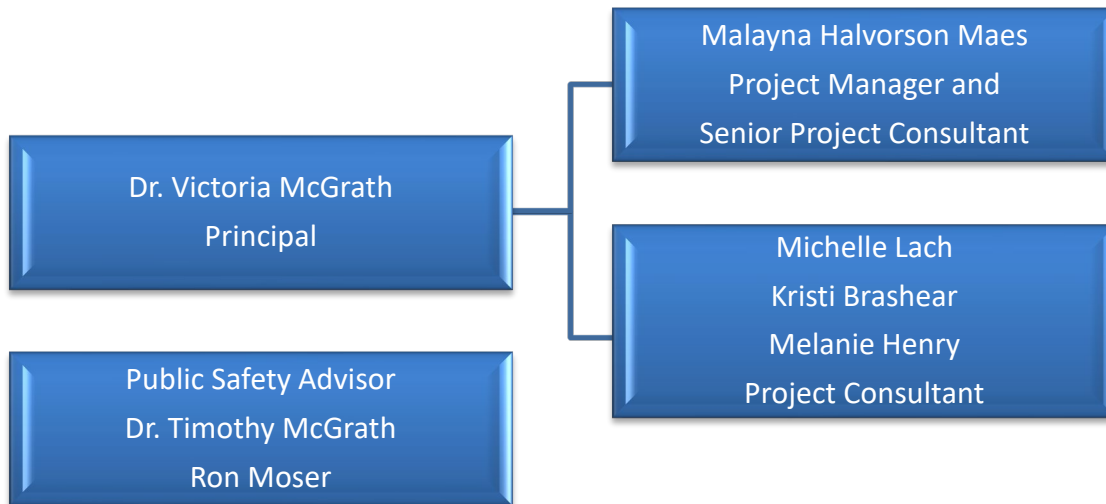 Malayna Halvorson Maes
Project Manager and
Senior Project Consultant
Dr. Victoria McGrath
Principal
Michelle Lach
Kristi Brashear
Melanie Henry
Project Consultant
Public Safety Advisor
Dr. Timothy McGrath
Ron Moser